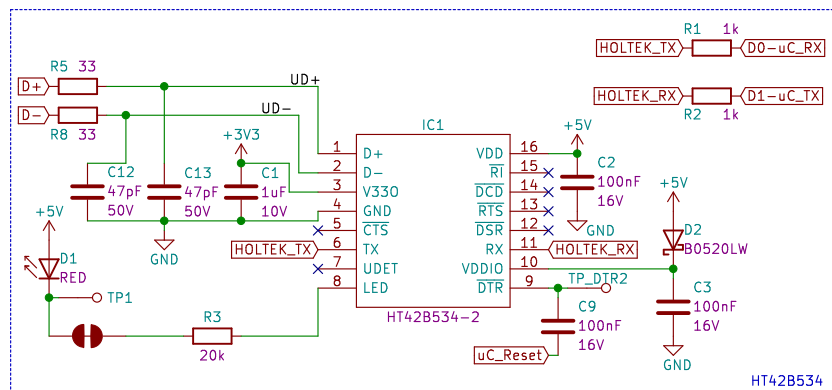 R1 1k
HOLTEK_TX D0-uC_RX
HOLTEK_RX D1-uC_TX
R2 1k
R5 33
D+
UD+
D-
UD-
R8 33
IC1
1 D+
2 D-
3 V33O
4 GND
5 CTS
6 TX
7 UDET
8 LED
VDD 16
RI 15
DCD 14
RTS 13
DSR 12
RX 11
VDDIO 10
DTR 9
HT42B534-2
+3V3
C12
47pF
50V
C13
47pF
50V
C1
1uF
10V
GND
HOLTEK_TX
+5V
D1
RED
TP1
R3
20k
+5V
C2
100nF
16V
GND
HOLTEK_RX
+5V
D2
B0520LW
TP_DTR2
C9
100nF
16V
uC_Reset
C3
100nF
16V
GND
HT42B534